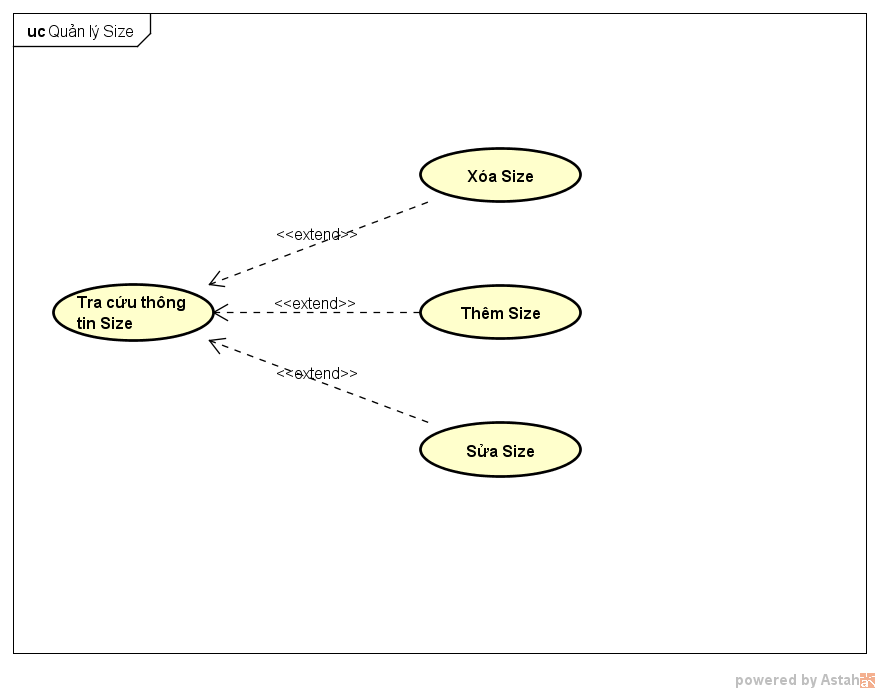 uc Quản lý Size
Xóa Size
<<extend>>
Tra cứu thông
tin Size
<<extend>>
Thêm Size
<<extend>>
Sửa Size
powered by Astah